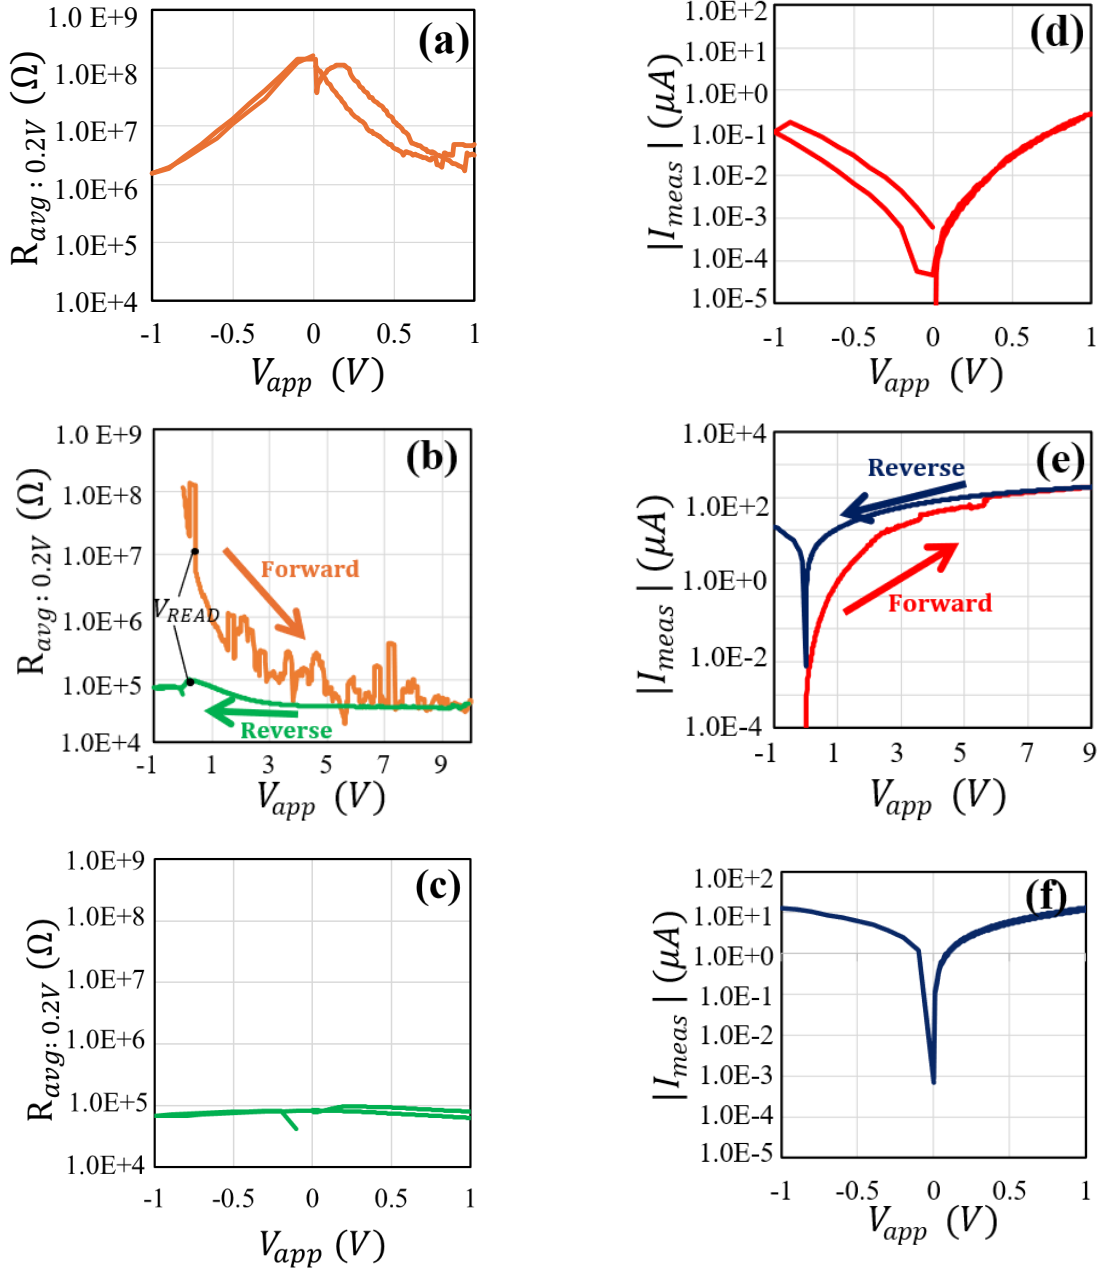 (a)
1.0 E+9
1.0E+8
1.0E+7
1.0E+6
1.0E+5
1.0E+4
R_avg: 0.2V (Ω)
-1 -0.5 0 0.5 1
V_app (V)
(d)
1.0E+2
1.0E+1
1.0E+0
1.0E-1
1.0E-2
1.0E-3
1.0E-4
1.0E-5
|I_meas| (μA)
-1 -0.5 0 0.5 1
V_app (V)
(b)
1.0 E+9
1.0E+8
1.0E+7
1.0E+6
1.0E+5
1.0E+4
R_avg: 0.2V (Ω)
Forward
V_READ
Reverse
-1 1 3 5 7 9
V_app (V)
(e)
1.0E+4
1.0E+2
1.0E+0
1.0E-2
1.0E-4
|I_meas| (μA)
Reverse
Forward
-1 1 3 5 7 9
V_app (V)
(c)
1.0E+9
1.0E+8
1.0E+7
1.0E+6
1.0E+5
1.0E+4
R_avg: 0.2V (Ω)
-1 -0.5 0 0.5 1
V_app (V)
(f)
1.0E+2
1.0E+1
1.0E+0
1.0E-1
1.0E-2
1.0E-3
1.0E-4
1.0E-5
|I_meas| (μA)
-1 -0.5 0 0.5 1
V_app (V)